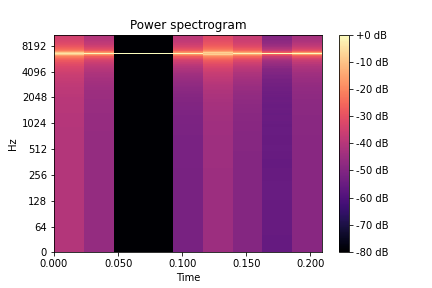 Power spectrogram
8192
4096
2048
1024
512
256
128
64
0
Hz
0.000 0.050 0.100 0.150 0.200
Time
+0 dB
-10 dB
-20 dB
-30 dB
-40 dB
-50 dB
-60 dB
-70 dB
-80 dB